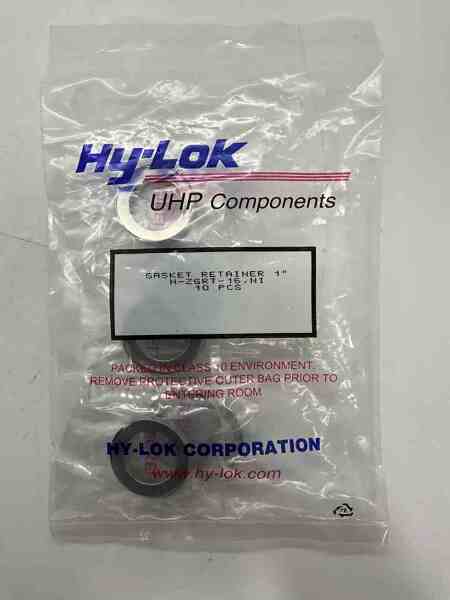 Hy-Lok
UHP Components
GASKET RETAINER 1"
H-ZGRT-16.NI
10 PCS
PACKED IN CLASS 10 ENVIRONMENT.
REMOVE PROTECTIVE OUTER BAG PRIOR TO
ENTERING ROOM
HY-LOK CORPORATION
www.hy-lok.com